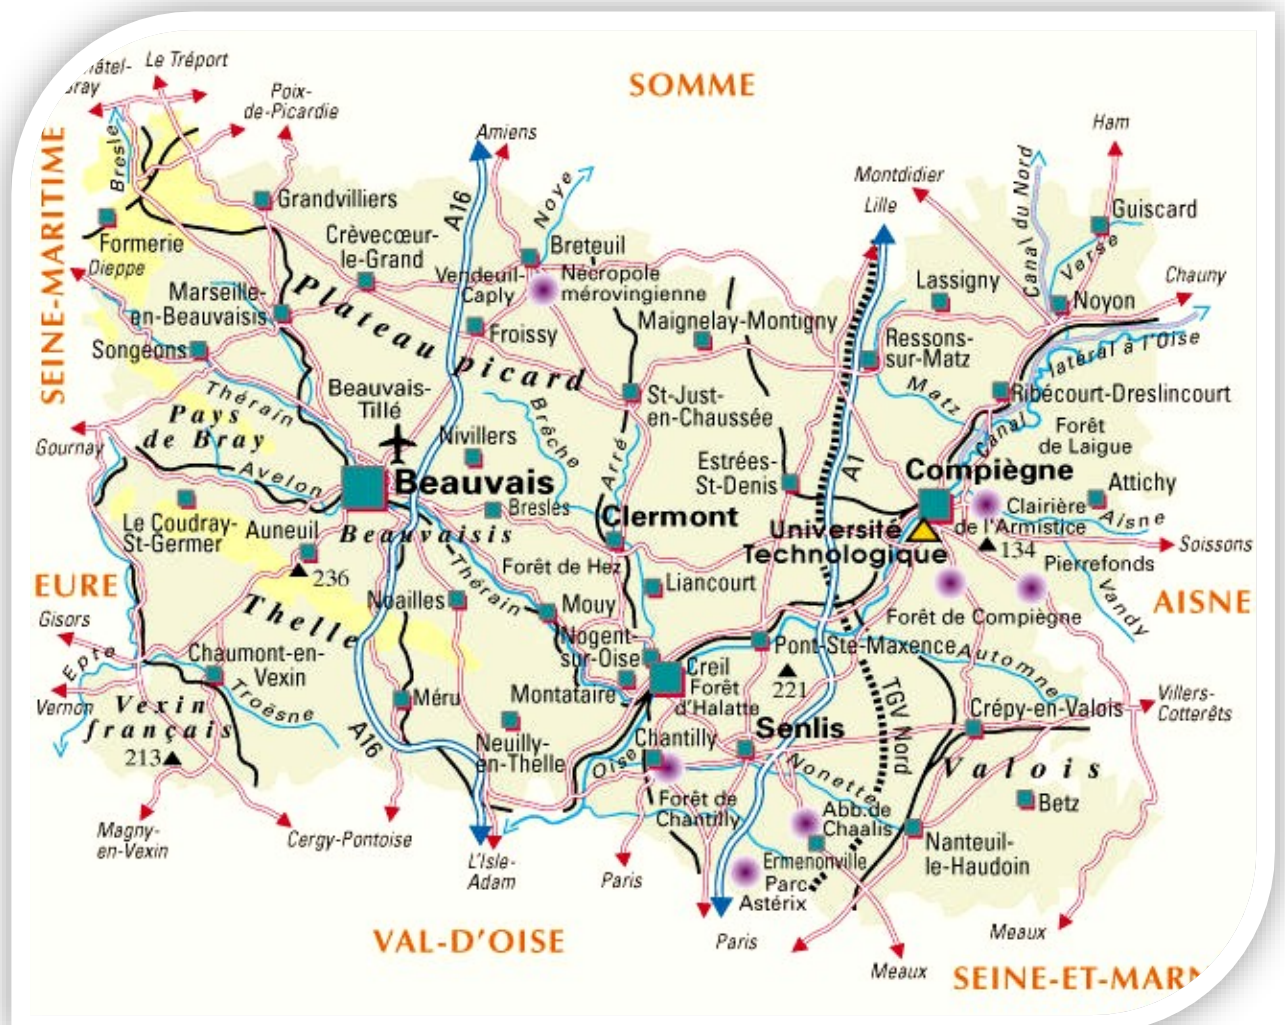 Le Tréport
Poix-
de-Picardie
SOMME
Amiens
Ham
Montdidier
Lille
Chauny
SEINE-MARITIME
Bresle
Formerie
Dieppe
Grandvilliers
Crèvecœur-
le-Grand
A16
Noye
Breteuil
Vendeuil-
Caply
Nécropole
mérovingienne
Canal du Nord
Verse
Guiscard
Lassigny
Noyon
Marseille-
en-Beauvaisis
Songeons
Plateau picard
Froissy
Maignelay-Montigny
Ressons-
sur-Matz
latéral à l'Oise
Canal
Matz
Ribécourt-Dreslincourt
Thérain
Beauvais-
Tillé
St-Just-
en-Chaussée
Pays
de Bray
Gournay
Nivillers
Brêche
Arré
Forêt
de Laigue
Avelon
Beauvais
Estrées-
St-Denis
A1
Compiègne
Attichy
Le Coudray-
St-Germer
Auneuil
Beauvaisis
Bresles
Clermont
Université
Technologique
Clairière
de l'Armistice
Aisne
134
Soissons
Pierrefonds
EURE
236
Thérain
Forêt de Hez
Liancourt
Vandy
AISNE
Gisors
Thelle
Noailles
Mouy
Forêt de Compiègne
Epte
Chaumont-en-
Vexin
Nogent-
sur-Oise
Pont-Ste-Maxence
Automne
Vernon
Vexin
français
Troësne
Méru
Montataire
Creil
Forêt
d'Halatte
221
TGV Nord
Villers-
Cotterêts
213
A16
Neuilly-
en-Thelle
Chantilly
Senlis
Crépy-en-Valois
Oise
Nonette
Valois
Betz
Magny-
en-Vexin
Cergy-Pontoise
L'Isle-
Adam
Forêt de
Chantilly
Abb. de
Chaalis
Nanteuil-
le-Haudoin
Ermenonville
Parc
Astérix
Paris
Paris
Meaux
Meaux
VAL-D'OISE